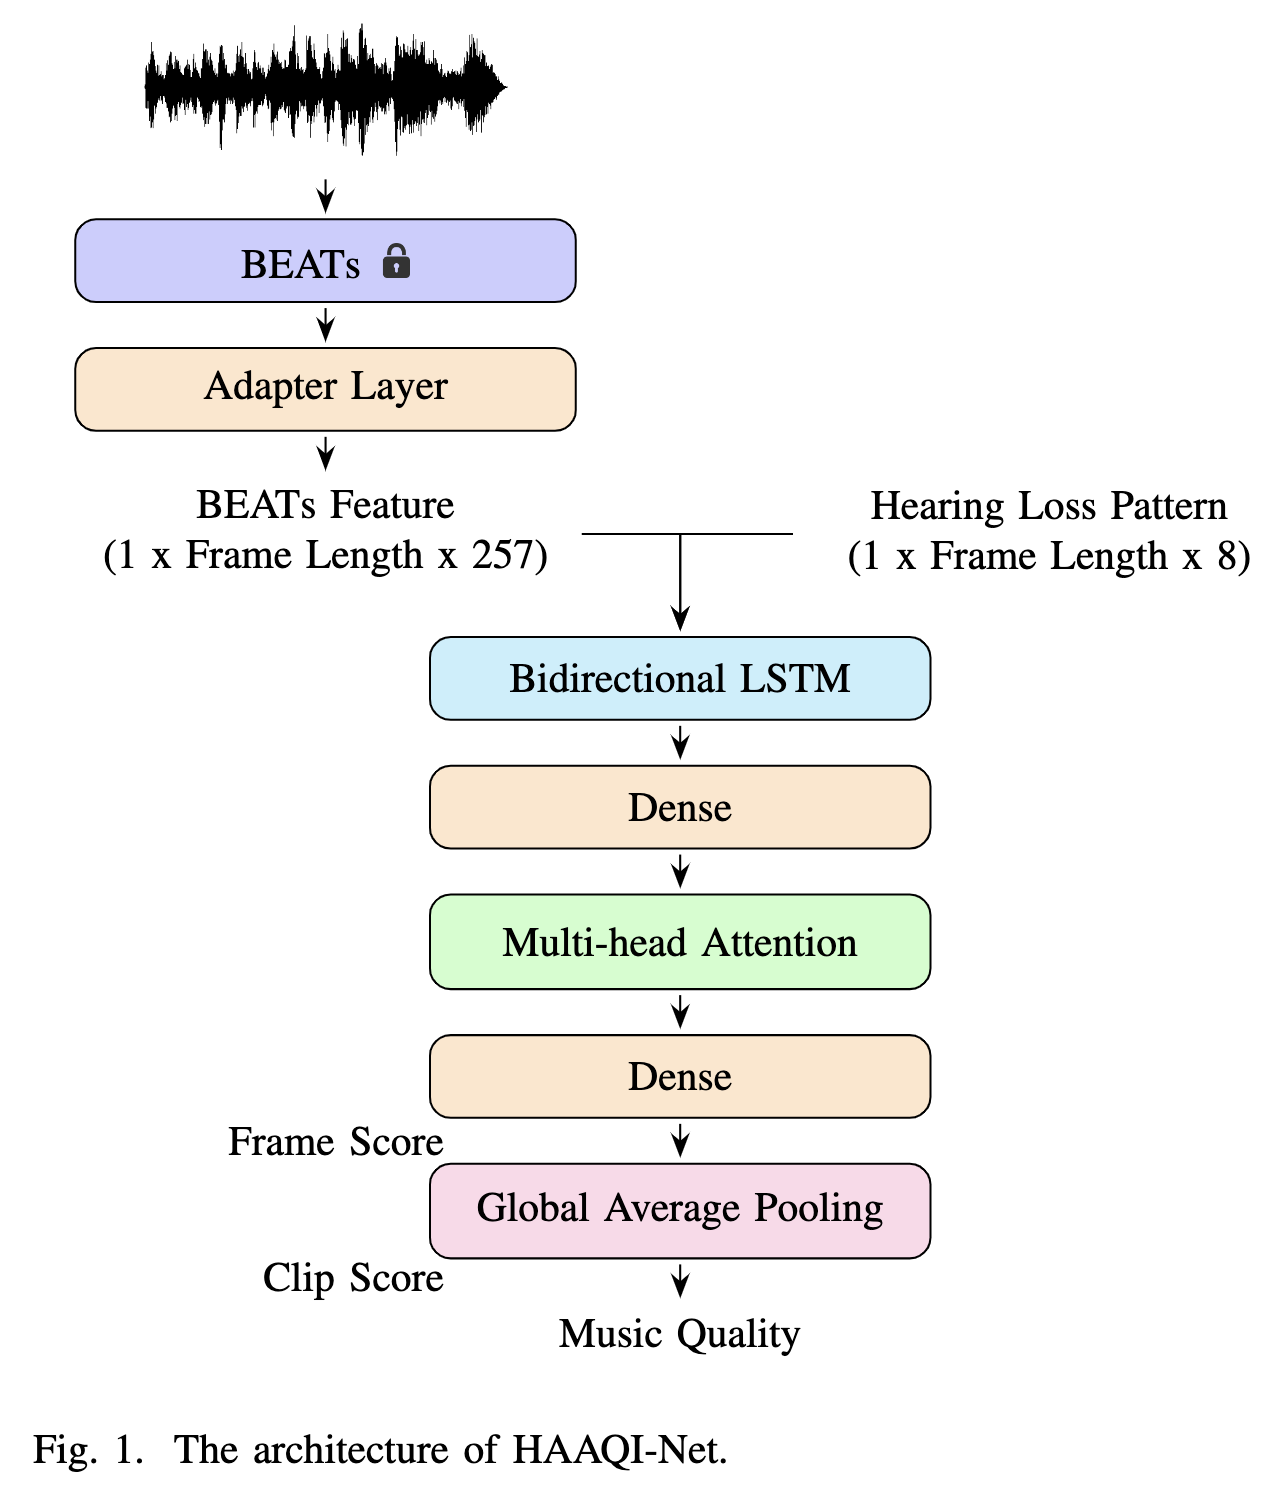 BEATs
Adapter Layer
BEATs Feature
(1 x Frame Length x 257)
Hearing Loss Pattern
(1 x Frame Length x 8)
Bidirectional LSTM
Dense
Multi-head Attention
Dense
Frame Score
Global Average Pooling
Clip Score
Music Quality
Fig. 1. The architecture of HAAQI-Net.